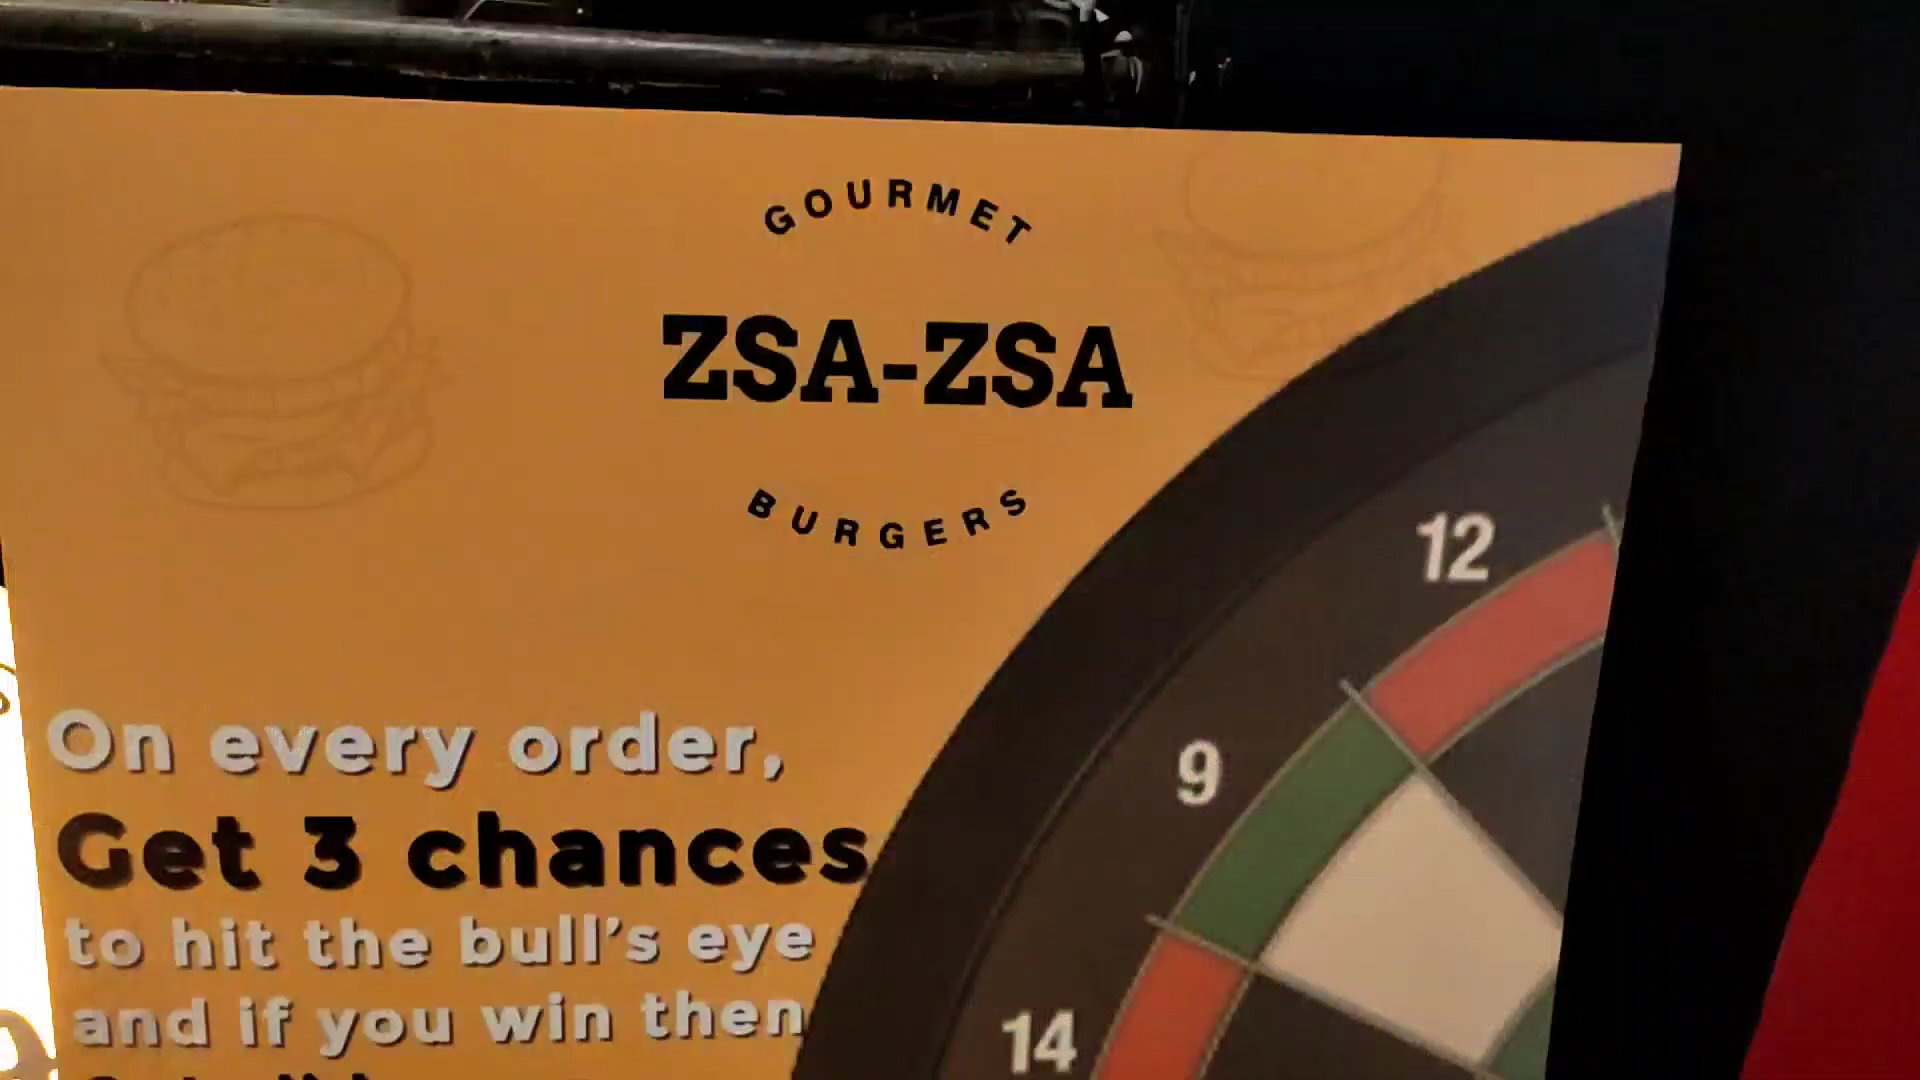 GOURMET
ZSA-ZSA
BURGERS
12
9
14
On every order,
Get 3 chances
to hit the bull's eye
and if you win then